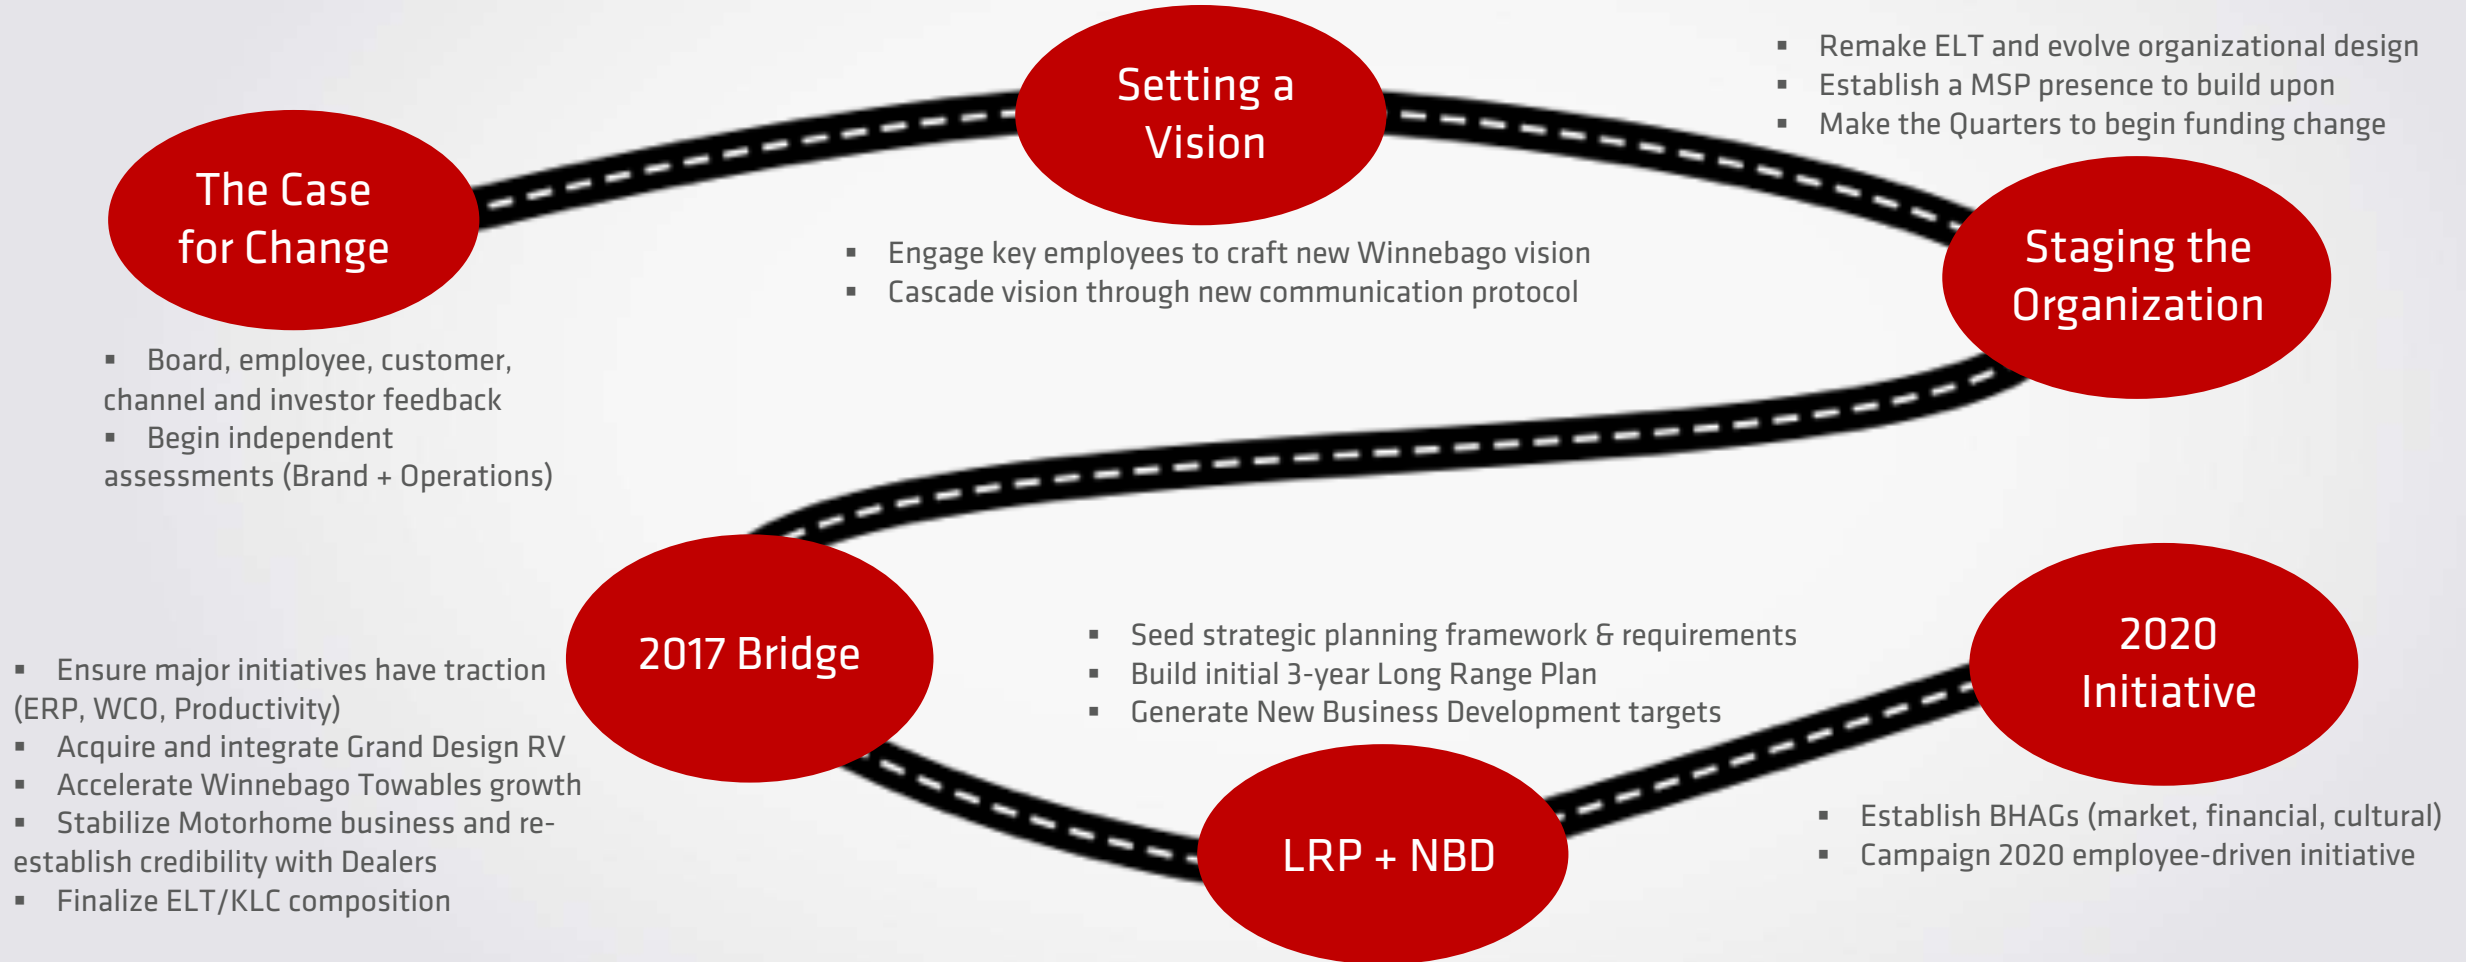 The Case
for Change
▪ Board, employee, customer,
channel and investor feedback
▪ Begin independent
assessments (Brand + Operations)
Setting a
Vision
▪ Engage key employees to craft new Winnebago vision
▪ Cascade vision through new communication protocol
▪ Remake ELT and evolve organizational design
▪ Establish a MSP presence to build upon
▪ Make the Quarters to begin funding change
Staging the
Organization
2017 Bridge
▪ Ensure major initiatives have traction
(ERP, WCO, Productivity)
▪ Acquire and integrate Grand Design RV
▪ Accelerate Winnebago Towables growth
▪ Stabilize Motorhome business and re-
establish credibility with Dealers
▪ Finalize ELT/KLC composition
▪ Seed strategic planning framework & requirements
▪ Build initial 3-year Long Range Plan
▪ Generate New Business Development targets
LRP + NBD
2020
Initiative
▪ Establish BHAGs (market, financial, cultural)
▪ Campaign 2020 employee-driven initiative